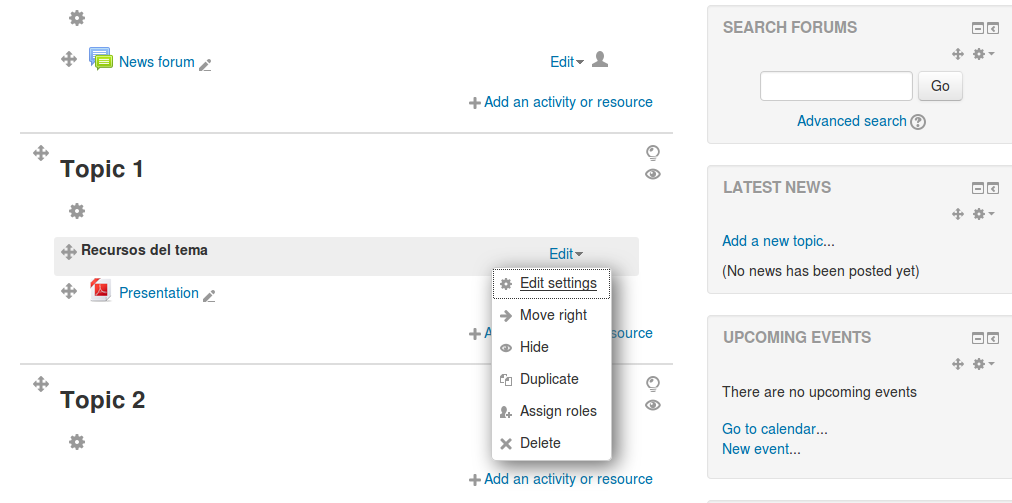 News forum
Edit
Add an activity or resource
Topic 1
Recursos del tema
Edit
Edit settings
Move right
Hide
Duplicate
Assign roles
Delete
Presentation
A
source
Topic 2
Add an activity or resource
SEARCH FORUMS
Go
Advanced search
LATEST NEWS
Add a new topic...
(No news has been posted yet)
UPCOMING EVENTS
There are no upcoming events
Go to calendar...
New event...